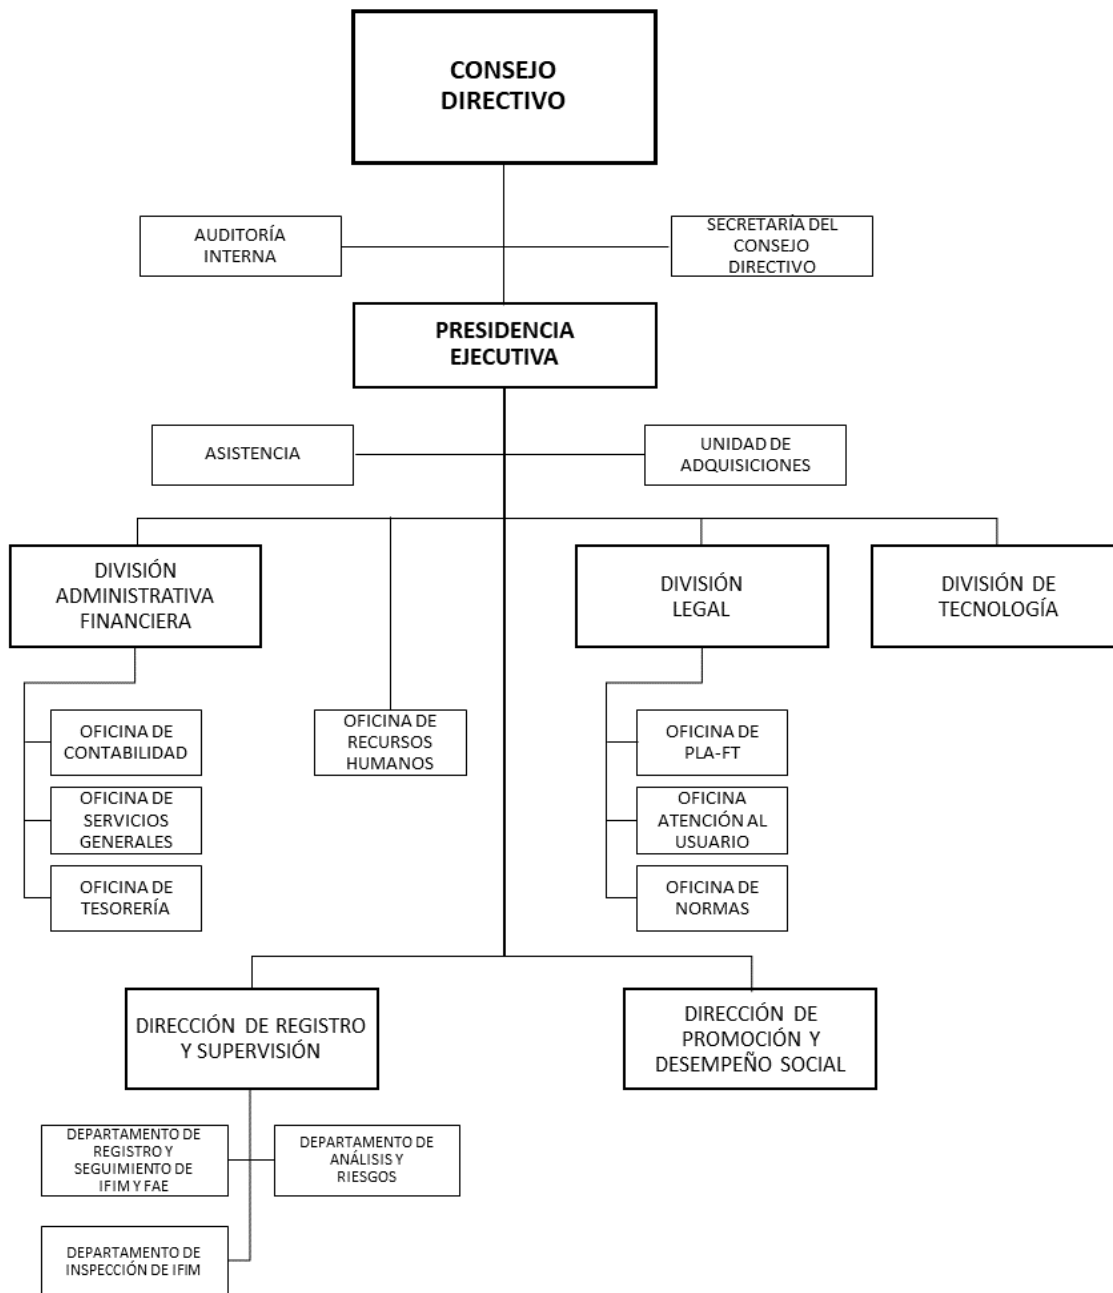 CONSEJO
DIRECTIVO
AUDITORÍA
INTERNA
SECRETARÍA DEL
CONSEJO
DIRECTIVO
PRESIDENCIA
EJECUTIVA
ASISTENCIA
UNIDAD DE
ADQUISICIONES
DIVISIÓN
ADMINISTRATIVA
FINANCIERA
DIVISIÓN
LEGAL
DIVISIÓN DE
TECNOLOGÍA
OFICINA DE
CONTABILIDAD
OFICINA DE
SERVICIOS
GENERALES
OFICINA DE
TESORERÍA
OFICINA DE
RECURSOS
HUMANOS
OFICINA DE
PLA-FT
OFICINA
ATENCIÓN AL
USUARIO
OFICINA DE
NORMAS
DIRECCIÓN DE REGISTRO
Y SUPERVISIÓN
DIRECCIÓN DE
PROMOCIÓN Y
DESEMPEÑO SOCIAL
DEPARTAMENTO DE
REGISTRO Y
SEGUIMIENTO DE
IFIM Y FAE
DEPARTAMENTO DE
ANÁLISIS Y
RIESGOS
DEPARTAMENTO DE
INSPECCIÓN DE IFIM